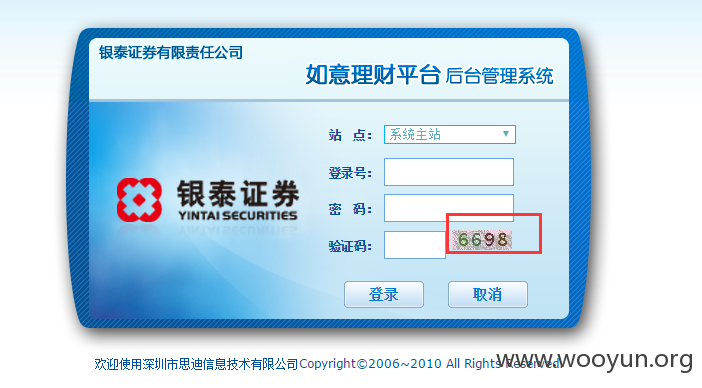 银泰证券有限责任公司
如意理财平台 后台管理系统
站 点： 系统主站
登录号：
密 码：
银泰证券
YINTAI SECURITIES
验证码： 6698
登录 取消
欢迎使用深圳市思迪信息技术有限公司Copyright©2006~2010 All Rights Reserved.
www.wooyun.org